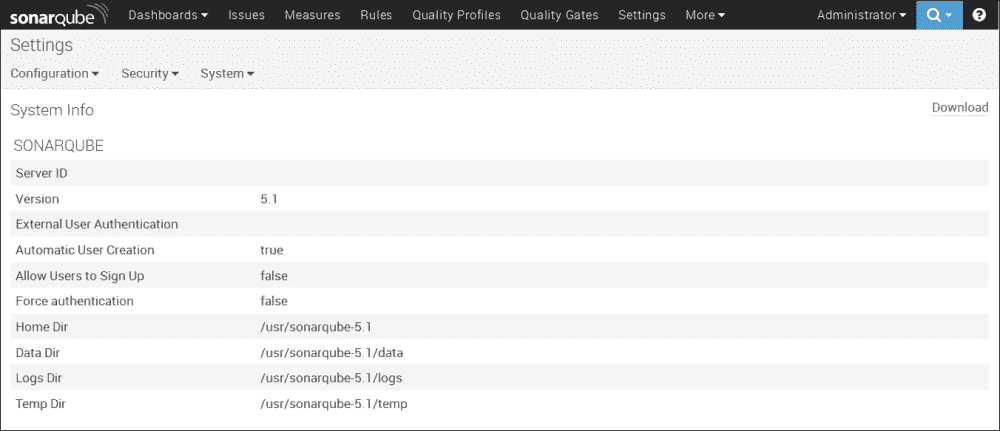 sonarqube Dashboards Issues Measures Rules Quality Profiles Quality Gates Settings More Administrator ?
Settings
Configuration Security System
System Info Download
SONARQUBE
Server ID
Version 5.1
External User Authentication
Automatic User Creation true
Allow Users to Sign Up false
Force authentication false
Home Dir /usr/sonarqube-5.1
Data Dir /usr/sonarqube-5.1/data
Logs Dir /usr/sonarqube-5.1/logs
Temp Dir /usr/sonarqube-5.1/temp